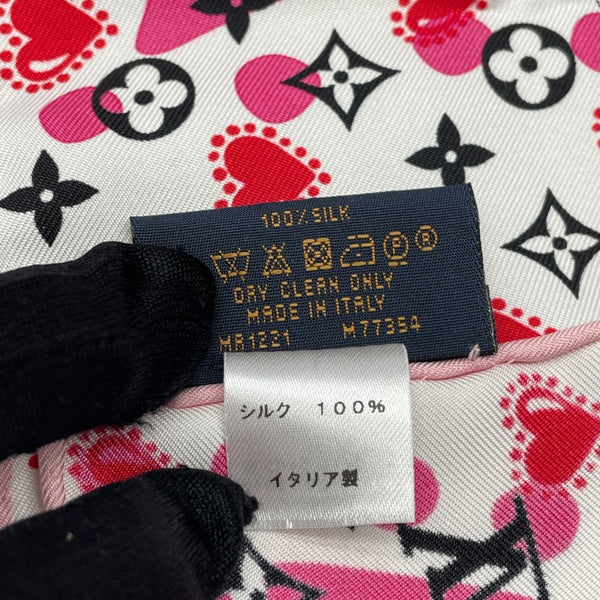 100% SILK
P ®
DRY CLEAN ONLY
MADE IN ITALY
MR1221 M77354
シルク 100%
イタリア製
LV